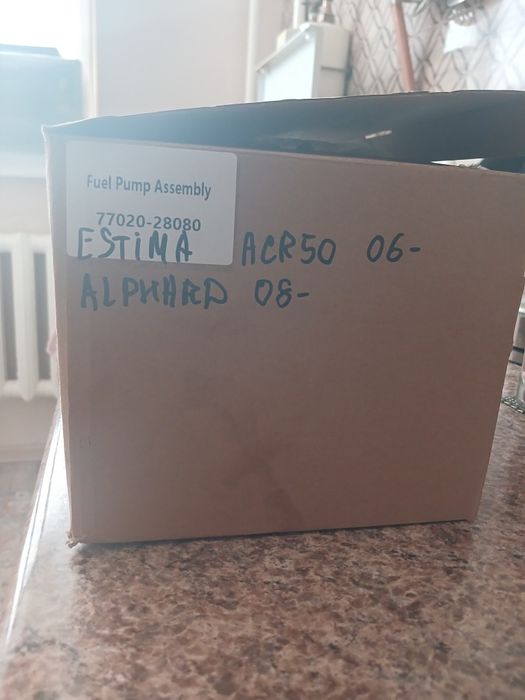 Fuel Pump Assembly
77020-28080
ESTIMA ACR50 06-
ALPHARD 08-